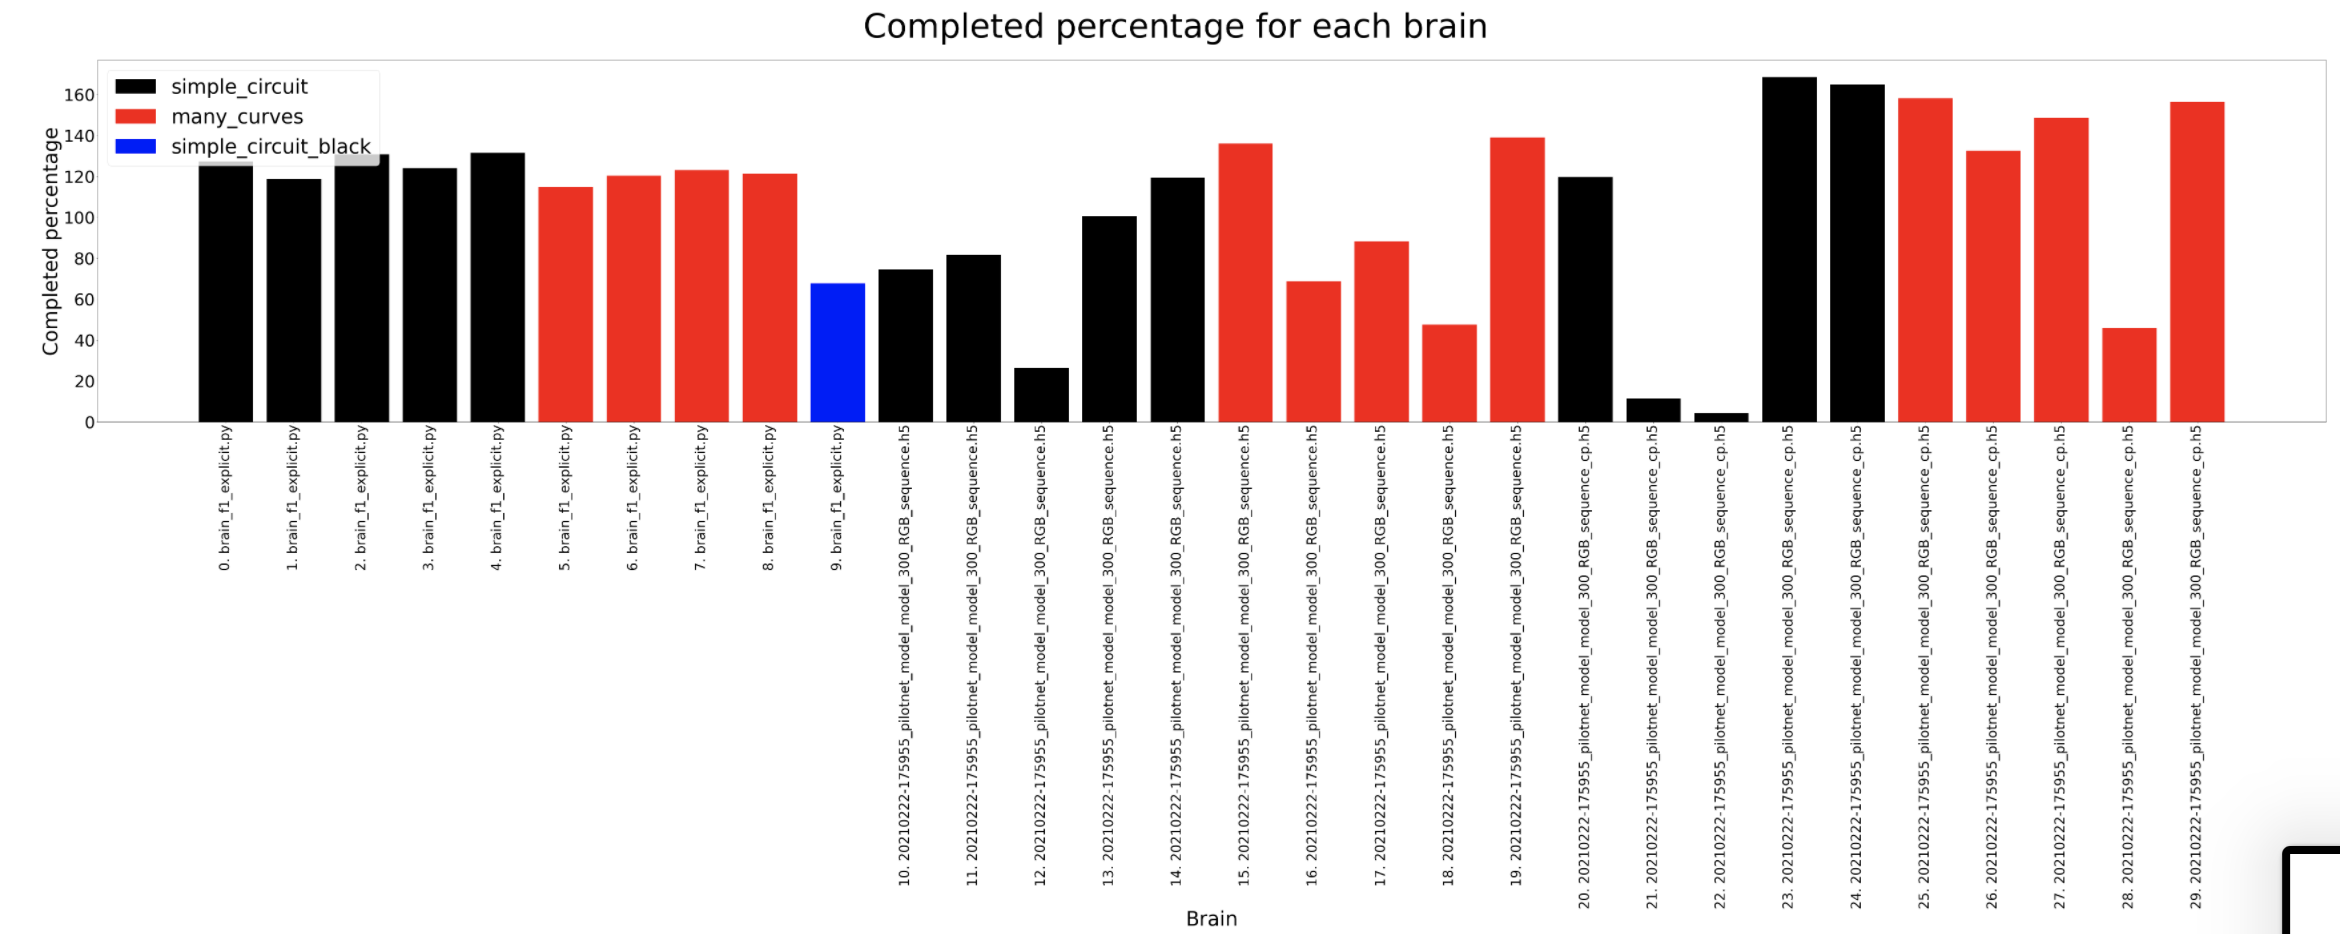 Completed percentage for each brain
simple_circuit
many_curves
simple_circuit_black
Completed percentage
160
140
120
100
80
60
40
20
0
0. brain_f1_explicit.py
1. brain_f1_explicit.py
2. brain_f1_explicit.py
3. brain_f1_explicit.py
4. brain_f1_explicit.py
5. brain_f1_explicit.py
6. brain_f1_explicit.py
7. brain_f1_explicit.py
8. brain_f1_explicit.py
9. brain_f1_explicit.py
10. 20210222-175955_pilotnet_model_model_300_RGB_sequence.h5
11. 20210222-175955_pilotnet_model_model_300_RGB_sequence.h5
12. 20210222-175955_pilotnet_model_model_300_RGB_sequence.h5
13. 20210222-175955_pilotnet_model_model_300_RGB_sequence.h5
14. 20210222-175955_pilotnet_model_model_300_RGB_sequence.h5
15. 20210222-175955_pilotnet_model_model_300_RGB_sequence.h5
16. 20210222-175955_pilotnet_model_model_300_RGB_sequence.h5
17. 20210222-175955_pilotnet_model_model_300_RGB_sequence.h5
18. 20210222-175955_pilotnet_model_model_300_RGB_sequence.h5
19. 20210222-175955_pilotnet_model_model_300_RGB_sequence.h5
20. 20210222-175955_pilotnet_model_model_300_RGB_sequence_cp.h5
21. 20210222-175955_pilotnet_model_model_300_RGB_sequence_cp.h5
22. 20210222-175955_pilotnet_model_model_300_RGB_sequence_cp.h5
23. 20210222-175955_pilotnet_model_model_300_RGB_sequence_cp.h5
24. 20210222-175955_pilotnet_model_model_300_RGB_sequence_cp.h5
25. 20210222-175955_pilotnet_model_model_300_RGB_sequence_cp.h5
26. 20210222-175955_pilotnet_model_model_300_RGB_sequence_cp.h5
27. 20210222-175955_pilotnet_model_model_300_RGB_sequence_cp.h5
28. 20210222-175955_pilotnet_model_model_300_RGB_sequence_cp.h5
29. 20210222-175955_pilotnet_model_model_300_RGB_sequence_cp.h5
Brain